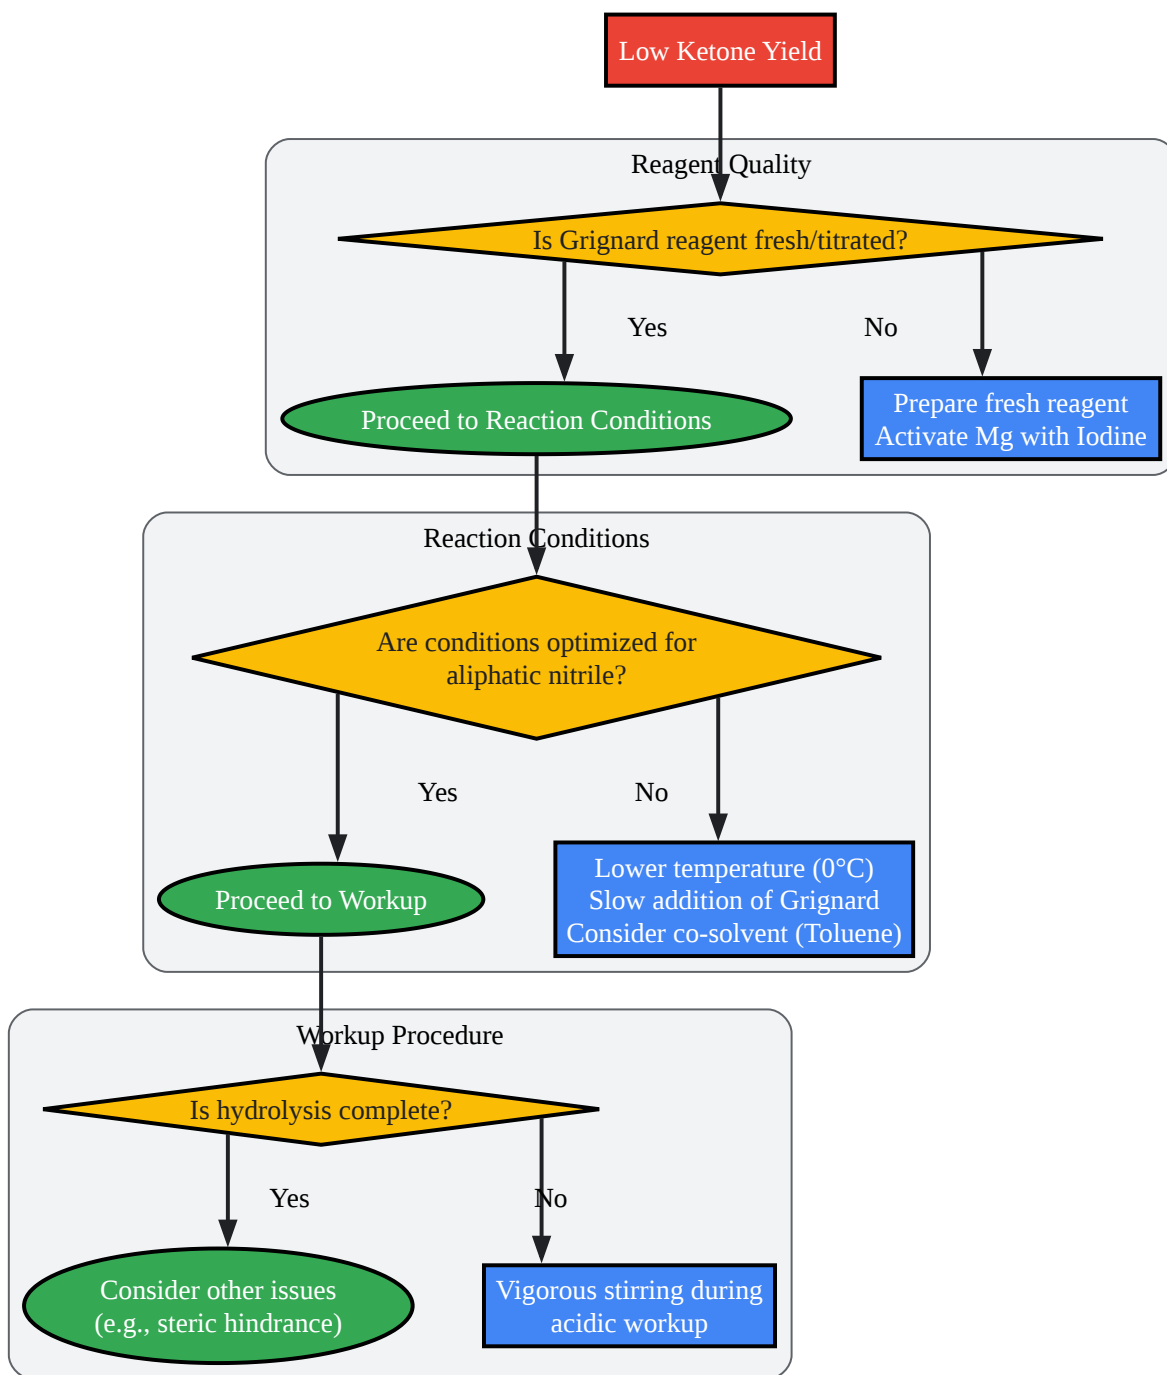 Low Ketone Yield
Reagent Quality
Is Grignard reagent fresh/titrated?
Yes
No
Proceed to Reaction Conditions
Prepare fresh reagent
Activate Mg with Iodine
Reaction Conditions
Are conditions optimized for
aliphatic nitrile?
Yes
No
Proceed to Workup
Lower temperature (0°C)
Slow addition of Grignard
Consider co-solvent (Toluene)
Workup Procedure
Is hydrolysis complete?
Yes
No
Consider other issues
(e.g., steric hindrance)
Vigorous stirring during
acidic workup